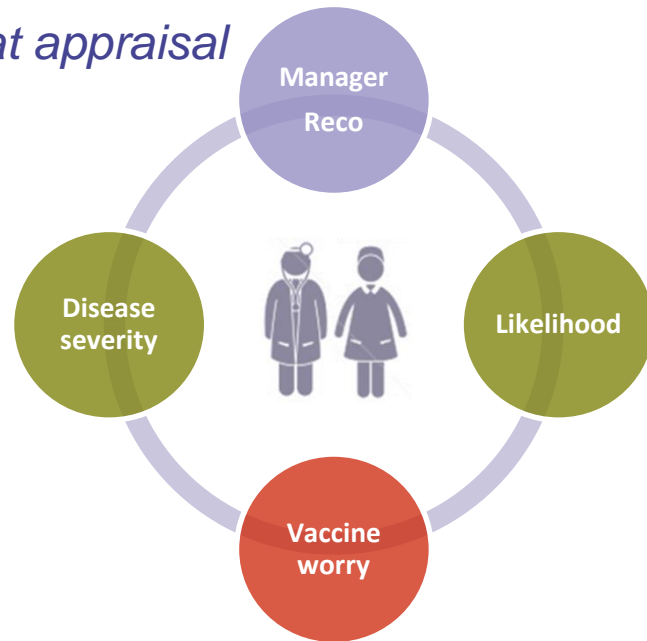 at appraisal
Manager
Reco
Disease
severity
Likelihood
Vaccine
worry